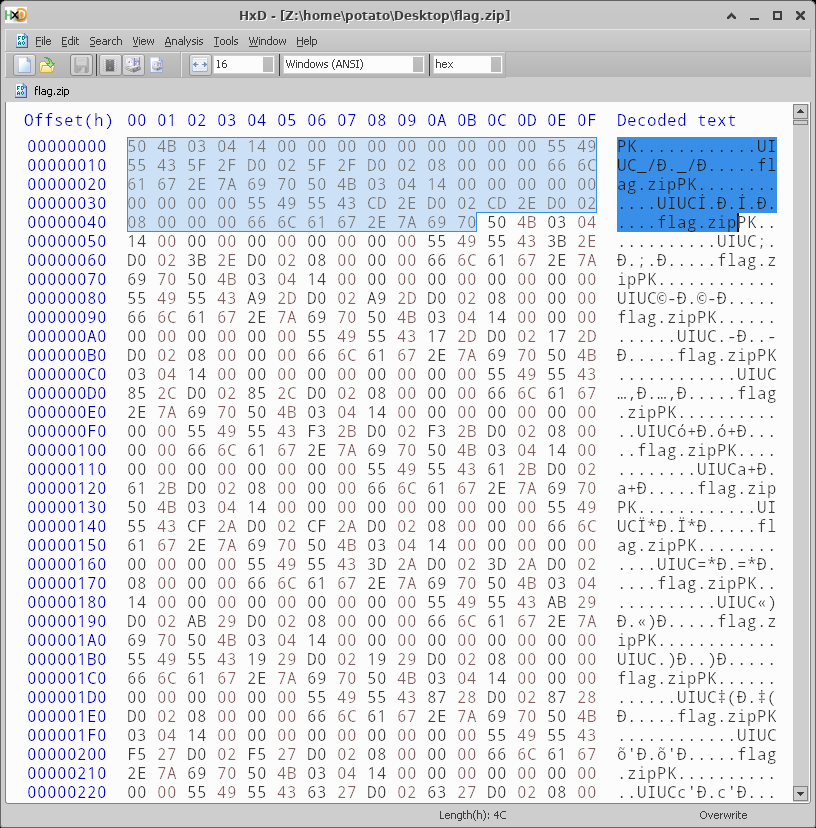 HxD - [Z:\home\potato\Desktop\flag.zip]
File Edit Search View Analysis Tools Window Help
16 Windows (ANSI) hex
flag.zip
Offset(h) 00 01 02 03 04 05 06 07 08 09 0A 0B 0C 0D 0E 0F Decoded text
00000000 50 4B 03 04 14 00 00 00 00 00 00 00 00 00 55 49 PK............UI
00000010 55 43 5F 2F D0 02 5F 2F D0 02 08 00 00 00 66 6C UC_/Ð._/Ð.....fl
00000020 61 67 2E 7A 69 70 50 4B 03 04 14 00 00 00 00 00 ag.zipPK........
00000030 00 00 00 00 55 49 55 43 CD 2E D0 02 CD 2E D0 02 ....UIUCÍ.Ð.Í.Ð.
00000040 08 00 00 00 66 6C 61 67 2E 7A 69 70 50 4B 03 04 ....flag.zipPK..
00000050 14 00 00 00 00 00 00 00 00 00 55 49 55 43 3B 2E ..........UIUC;.
00000060 D0 02 3B 2E D0 02 08 00 00 00 66 6C 61 67 2E 7A Ð.;.Ð.....flag.z
00000070 69 70 50 4B 03 04 14 00 00 00 00 00 00 00 00 00 ipPK............
00000080 55 49 55 43 A9 2D D0 02 A9 2D D0 02 08 00 00 00 UIUC©-Ð.©-Ð.....
00000090 66 6C 61 67 2E 7A 69 70 50 4B 03 04 14 00 00 00 flag.zipPK......
000000A0 00 00 00 00 00 00 55 49 55 43 17 2D D0 02 17 2D ......UIUC.-Ð..-
000000B0 D0 02 08 00 00 00 66 6C 61 67 2E 7A 69 70 50 4B Ð.....flag.zipPK
000000C0 03 04 14 00 00 00 00 00 00 00 00 00 55 49 55 43 ............UIUC
000000D0 85 2C D0 02 85 2C D0 02 08 00 00 00 66 6C 61 67 …,Ð.…,Ð.....flag
000000E0 2E 7A 69 70 50 4B 03 04 14 00 00 00 00 00 00 00 .zipPK..........
000000F0 00 00 55 49 55 43 F3 2B D0 02 F3 2B D0 02 08 00 ..UIUCó+Ð.ó+Ð...
00000100 00 00 66 6C 61 67 2E 7A 69 70 50 4B 03 04 14 00 ..flag.zipPK....
00000110 00 00 00 00 00 00 00 00 55 49 55 43 61 2B D0 02 ........UIUCa+Ð.
00000120 61 2B D0 02 08 00 00 00 66 6C 61 67 2E 7A 69 70 a+Ð.....flag.zip
00000130 50 4B 03 04 14 00 00 00 00 00 00 00 00 00 55 49 PK............UI
00000140 55 43 CF 2A D0 02 CF 2A D0 02 08 00 00 00 66 6C UCÏ*Ð.Ï*Ð.....fl
00000150 61 67 2E 7A 69 70 50 4B 03 04 14 00 00 00 00 00 ag.zipPK........
00000160 00 00 00 00 55 49 55 43 3D 2A D0 02 3D 2A D0 02 ....UIUC=*Ð.=*Ð.
00000170 08 00 00 00 66 6C 61 67 2E 7A 69 70 50 4B 03 04 ....flag.zipPK..
00000180 14 00 00 00 00 00 00 00 00 00 55 49 55 43 AB 29 ..........UIUC«)
00000190 D0 02 AB 29 D0 02 08 00 00 00 66 6C 61 67 2E 7A Ð.«)Ð.....flag.z
000001A0 69 70 50 4B 03 04 14 00 00 00 00 00 00 00 00 00 ipPK............
000001B0 55 49 55 43 19 29 D0 02 19 29 D0 02 08 00 00 00 UIUC.)Ð..)Ð.....
000001C0 66 6C 61 67 2E 7A 69 70 50 4B 03 04 14 00 00 00 flag.zipPK......
000001D0 00 00 00 00 00 00 55 49 55 43 87 28 D0 02 87 28 ......UIUC‡(Ð.‡(
000001E0 D0 02 08 00 00 00 66 6C 61 67 2E 7A 69 70 50 4B Ð.....flag.zipPK
000001F0 03 04 14 00 00 00 00 00 00 00 00 00 55 49 55 43 ............UIUC
00000200 F5 27 D0 02 F5 27 D0 02 08 00 00 00 66 6C 61 67 õ'Ð.õ'Ð.....flag
00000210 2E 7A 69 70 50 4B 03 04 14 00 00 00 00 00 00 00 .zipPK..........
00000220 00 00 55 49 55 43 63 27 D0 02 63 27 D0 02 08 00 ..UIUCc'Ð.c'Ð...
Length(h): 4C Overwrite